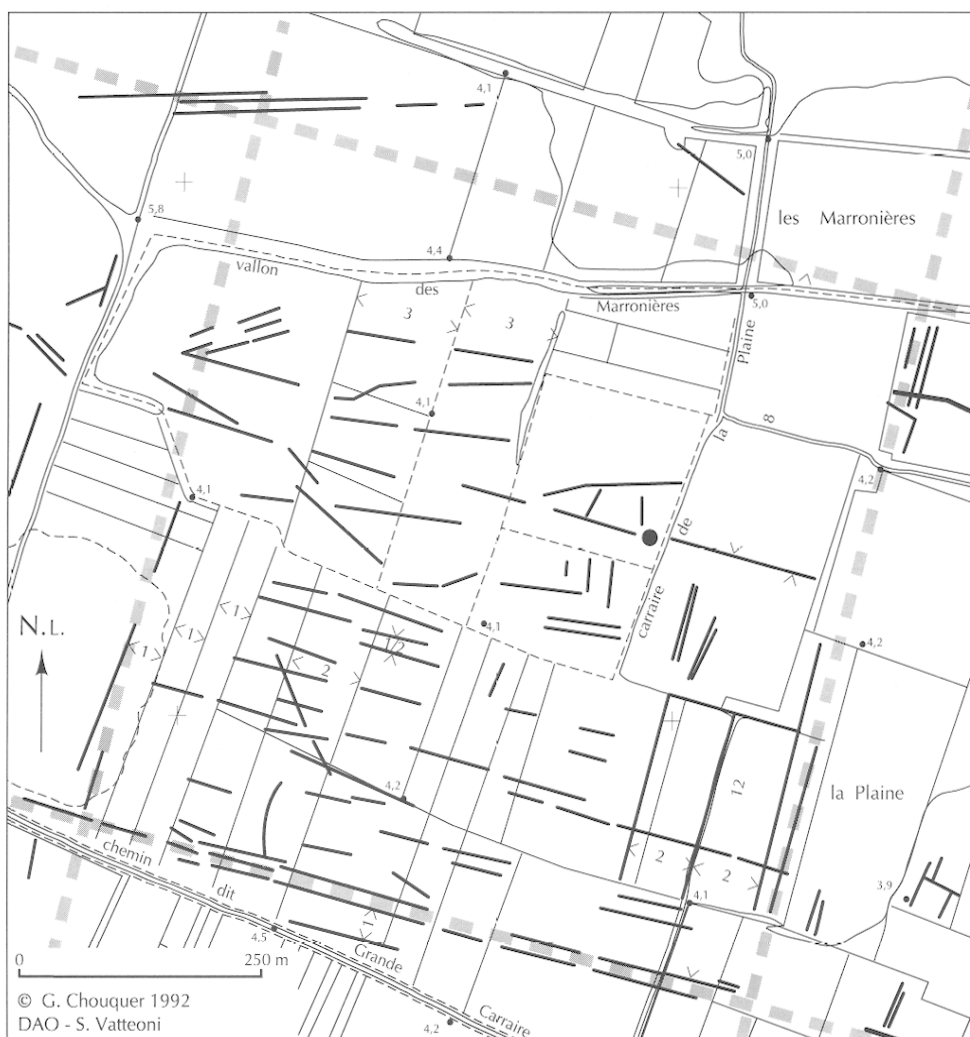 4,1
5,0
les Marronières
5,8
4,4
vallon
des
Marronières
5,0
3
3
Plaine
4,1
la
8
4,2
4,1
de
carraire
N.L.
4,1
4,2
1
1
1
1/2
2
12
la Plaine
4,2
chemin
dit
2
2
4,1
3,9
1
4,5
Grande
Carraire
0
250 m
© G. Chouquer 1992
DAO - S. Vatteoni
4,2